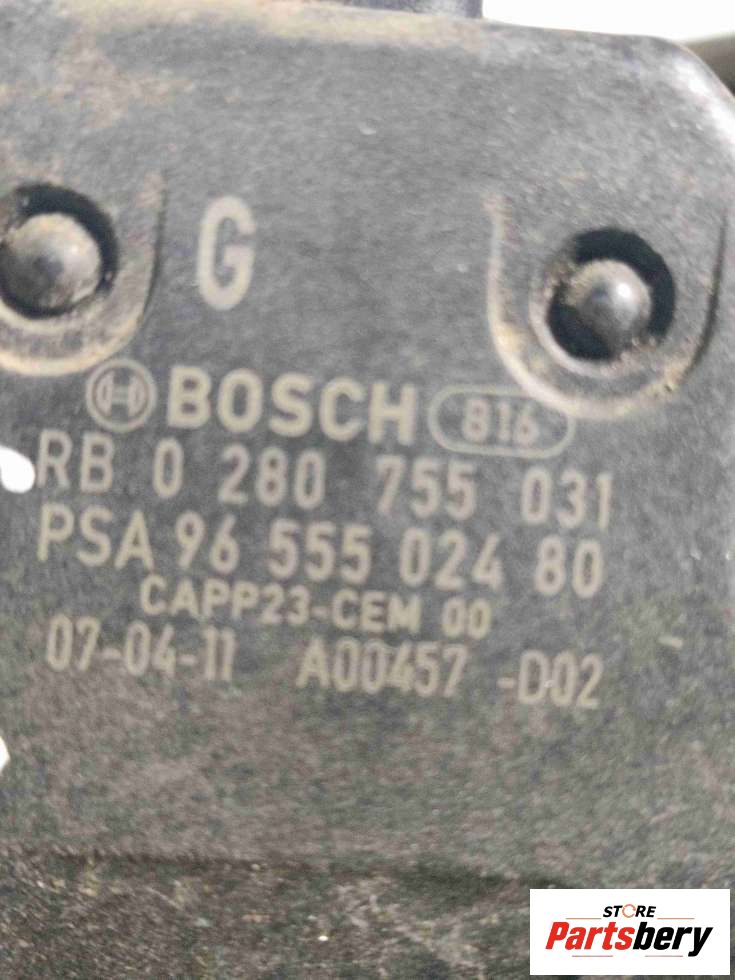 G
BOSCH 816
RB 0 280 755 031
PSA 96 555 024 80
CAPP23-CEM 00
07-04-11 A00457 -D02
STORE
Partsbery